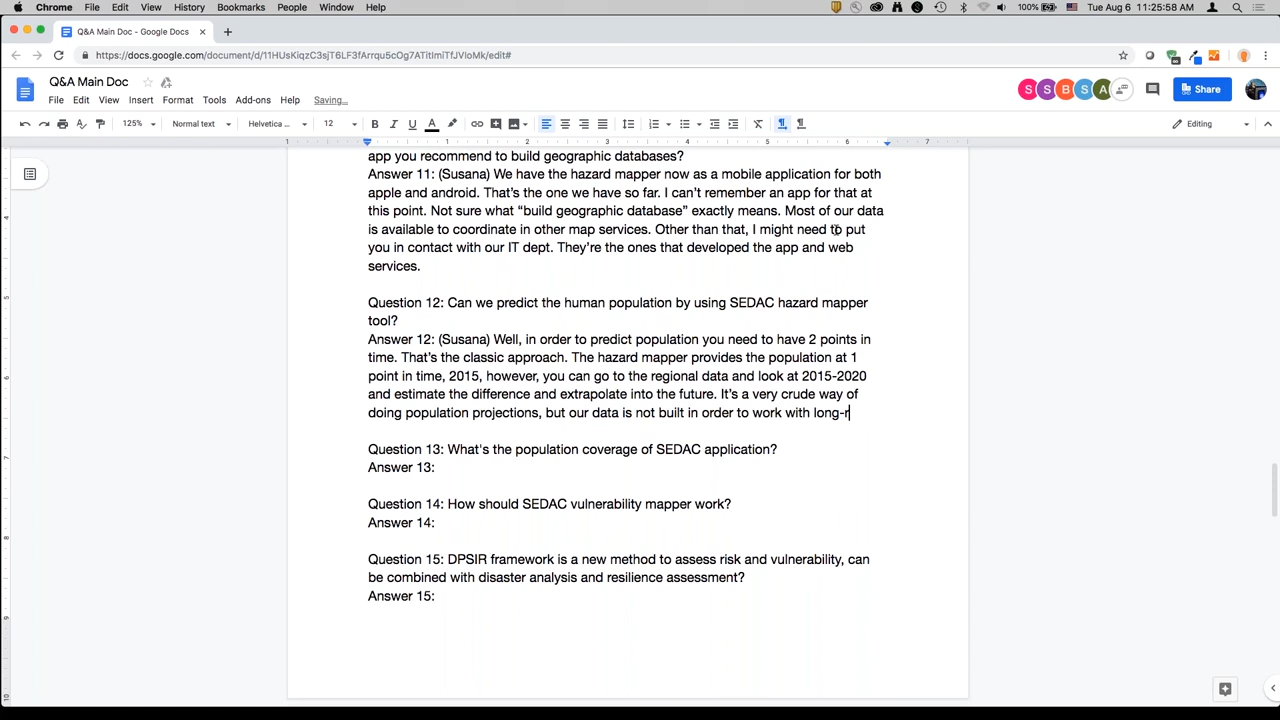 Chrome File Edit View History Bookmarks People Window Help 100% Tue Aug 6 11:25:58 AM
Q&A Main Doc - Google Docs
https://docs.google.com/document/d/11HUsKiqzC3sjT6LF3fArrqu5cOg7ATitImiTfJVIoMk/edit#
Q&A Main Doc
File Edit View Insert Format Tools Add-ons Help Saving...
S S B S A Share
125% Normal text Helvetica ... 12 Editing
1 1 2 3 4 5 6 7
app you recommend to build geographic databases?
Answer 11: (Susana) We have the hazard mapper now as a mobile application for both
apple and android. That's the one we have so far. I can't remember an app for that at
this point. Not sure what “build geographic database” exactly means. Most of our data
is available to coordinate in other map services. Other than that, I might need to put
you in contact with our IT dept. They're the ones that developed the app and web
services.
Question 12: Can we predict the human population by using SEDAC hazard mapper
tool?
Answer 12: (Susana) Well, in order to predict population you need to have 2 points in
time. That's the classic approach. The hazard mapper provides the population at 1
point in time, 2015, however, you can go to the regional data and look at 2015-2020
and estimate the difference and extrapolate into the future. It's a very crude way of
doing population projections, but our data is not built in order to work with long-r
Question 13: What's the population coverage of SEDAC application?
Answer 13:
Question 14: How should SEDAC vulnerability mapper work?
Answer 14:
Question 15: DPSIR framework is a new method to assess risk and vulnerability, can
be combined with disaster analysis and resilience assessment?
Answer 15: